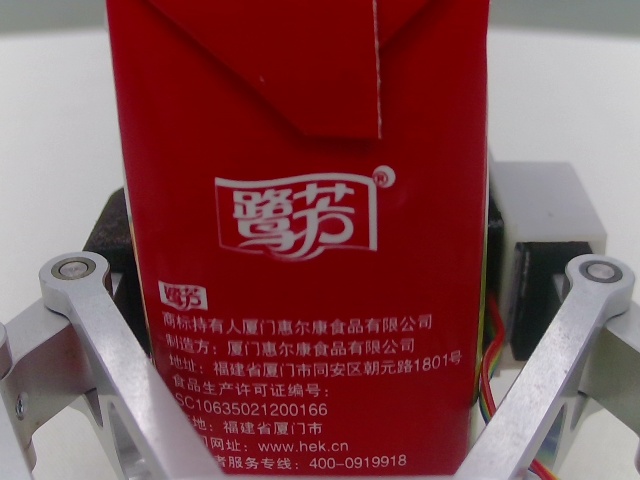 鹭芳®
鹭芳
商标持有人厦门惠尔康食品有限公司
制造方：厦门惠尔康食品有限公司
地址：福建省厦门市同安区朝元路1801号
食品生产许可证编号：
SC10635021200166
地：福建省厦门市
网址：www.hek.cn
者服务专线：400-0919918